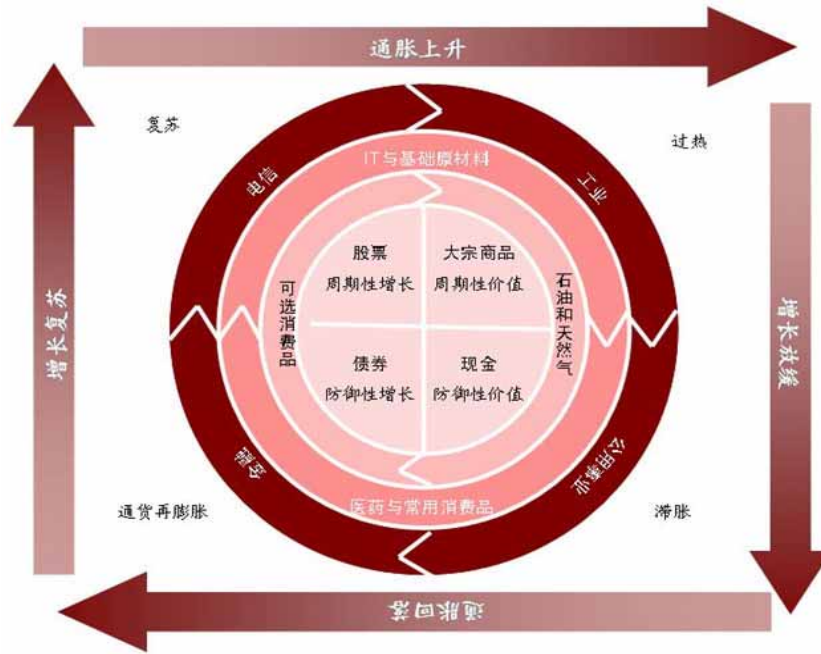 通胀上升
复苏
过热
电信
IT与基础原材料
工业
股票
周期性增长
大宗商品
周期性价值
可选消费品
石油和天然气
增长复苏
增长放缓
债券
防御性增长
现金
防御性价值
金融
公用事业
医药与常用消费品
通货再膨胀
滞胀
通胀回落